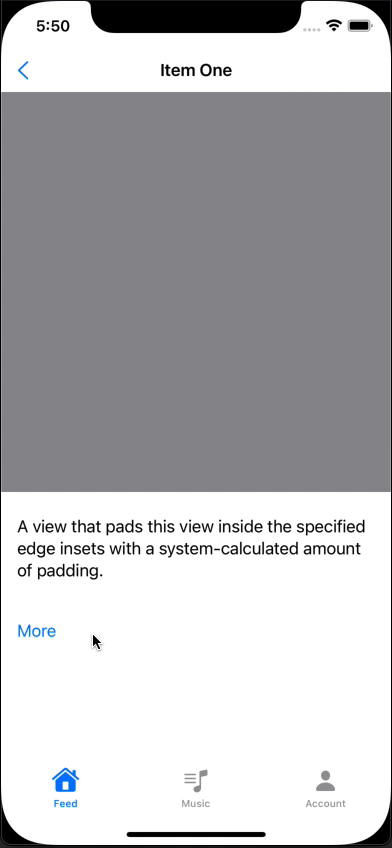 5:50
Item One
A view that pads this view inside the specified
edge insets with a system-calculated amount
of padding.
More
Feed
Music
Account